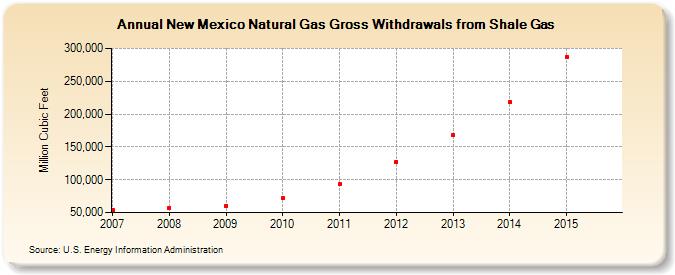 Annual New Mexico Natural Gas Gross Withdrawals from Shale Gas
300,000
250,000
200,000
150,000
100,000
50,000
Million Cubic Feet
2007 2008 2009 2010 2011 2012 2013 2014 2015
Source: U.S. Energy Information Administration